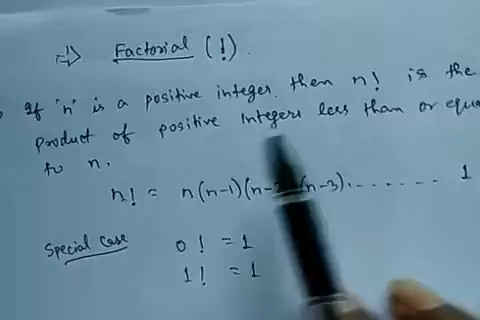 => Factorial (!).
If 'n' is a positive integer, then n! is the
product of positive Integers less than or equa
to n.
n! = n(n-1)(n-2 (n-3)....... 1
Special Case 0! = 1
1! = 1